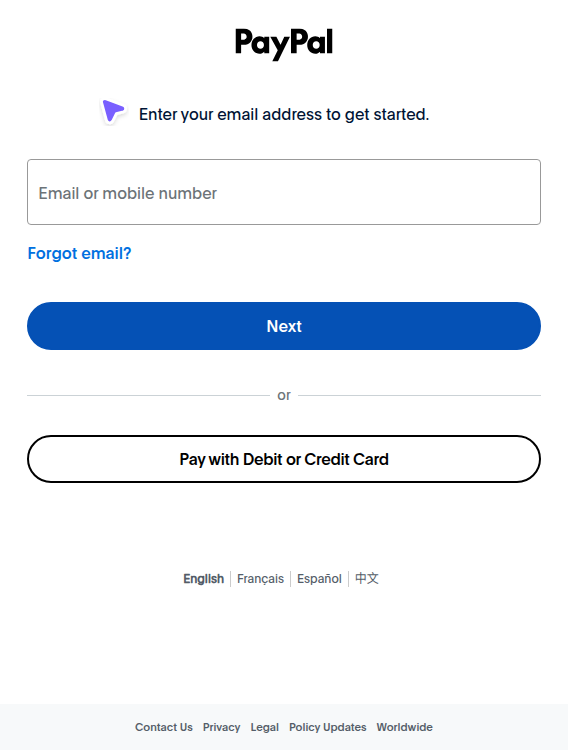 PayPal
Enter your email address to get started.
Email or mobile number
Forgot email?
Next
or
Pay with Debit or Credit Card
English Français Español 中文
Contact Us Privacy Legal Policy Updates Worldwide